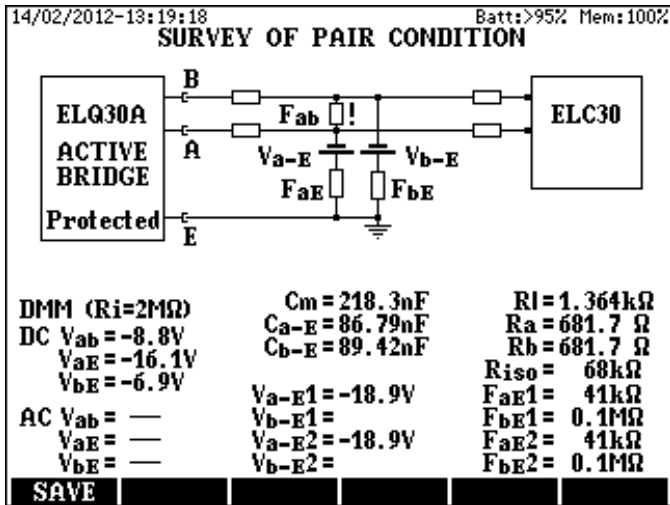 14/02/2012-13:19:18 Batt:>95% Mem:100%
SURVEY OF PAIR CONDITION
B
ELQ30A
Fab !
ELC30
A
ACTIVE
BRIDGE
Va-E
Vb-E
FaE
FbE
Protected
E
DMM (Ri=2MΩ)
DC Vab=-8.8V
VaE=-16.1V
VbE=-6.9V
AC Vab= —
VaE= —
VbE= —
Cm=218.3nF
Ca-E=86.79nF
Cb-E=89.42nF
Va-E1=-18.9V
Vb-E1=
Va-E2=-18.9V
Vb-E2=
Rl=1.364kΩ
Ra=681.7 Ω
Rb=681.7 Ω
Riso= 68kΩ
FaE1= 41kΩ
FbE1= 0.1MΩ
FaE2= 41kΩ
FbE2= 0.1MΩ
SAVE